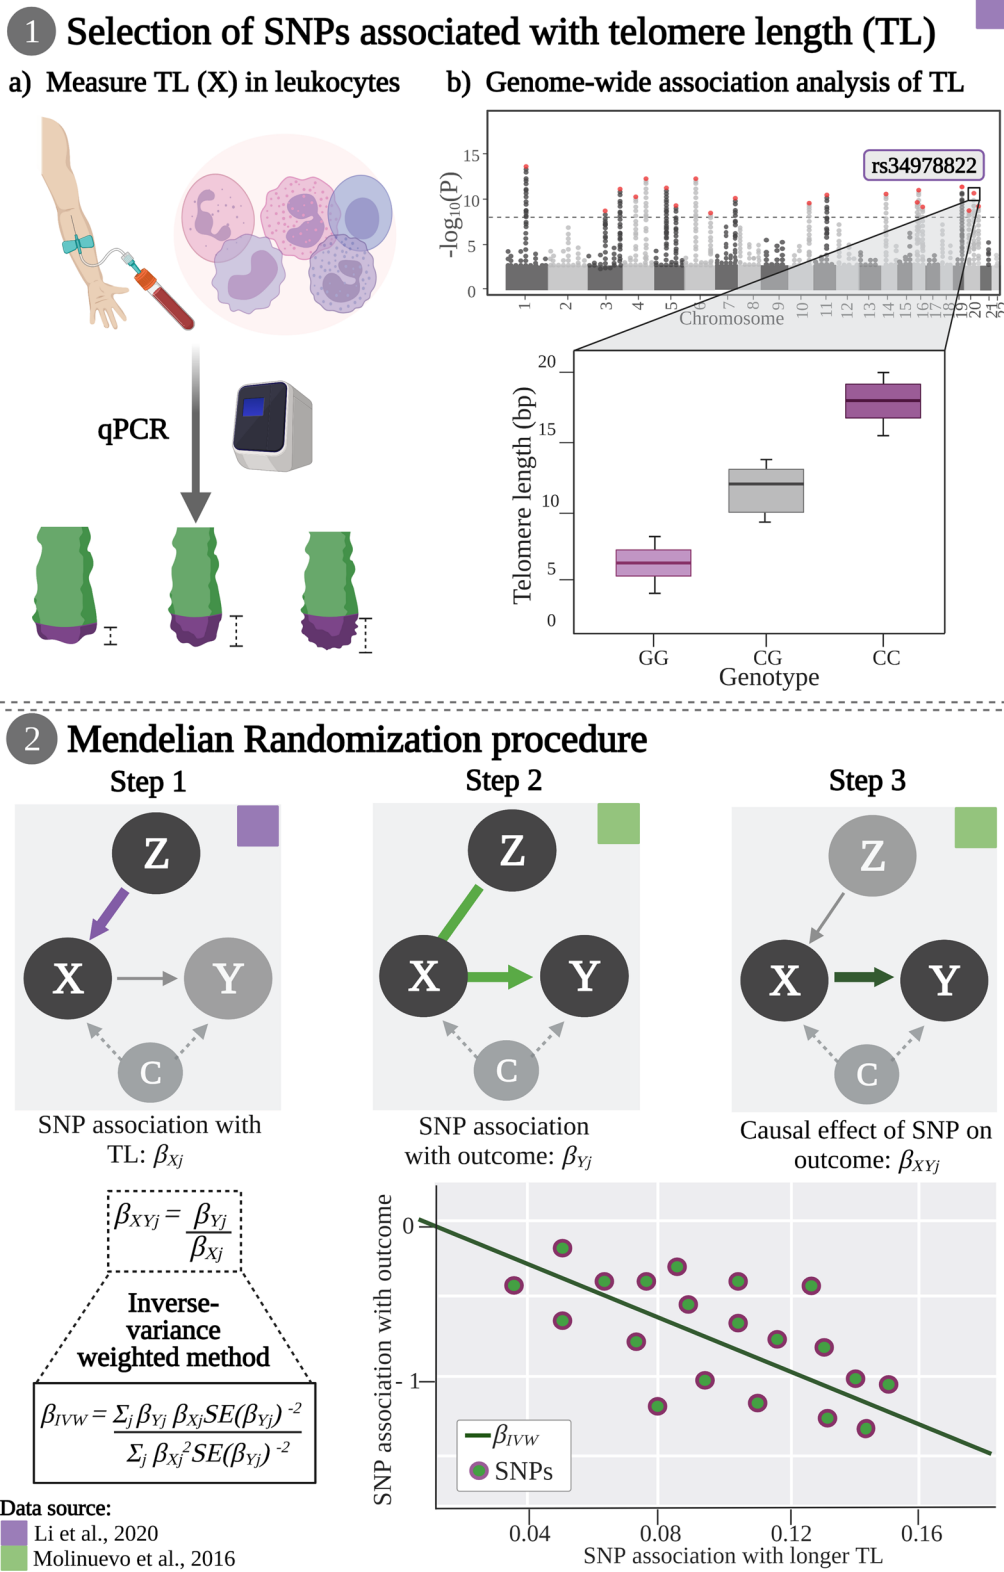 1 Selection of SNPs associated with telomere length (TL)
a) Measure TL (X) in leukocytes
b) Genome-wide association analysis of TL
-log10(P)
15
10
5
0
rs34978822
1 2 3 4 5 6 7 8 9 10 11 12 13 14 15 16 17 18 19 20 21 22
Chromosome
qPCR
Telomere length (bp)
20
15
10
5
0
GG CG CC
Genotype
2 Mendelian Randomization procedure
Step 1
Z
X Y
C
SNP association with
TL: βXj
Step 2
Z
X Y
C
SNP association
with outcome: βYj
Step 3
Z
X Y
C
Causal effect of SNP on
outcome: βXYj
βXYj = βYj
βXj
Inverse-
variance
weighted method
βIVW = Σj βYj βXjSE(βYj) -2
Σj βXj2SE(βYj) -2
Data source:
Li et al., 2020
Molinuevo et al., 2016
SNP association with outcome
0
- 1
βIVW
SNPs
0.04 0.08 0.12 0.16
SNP association with longer TL